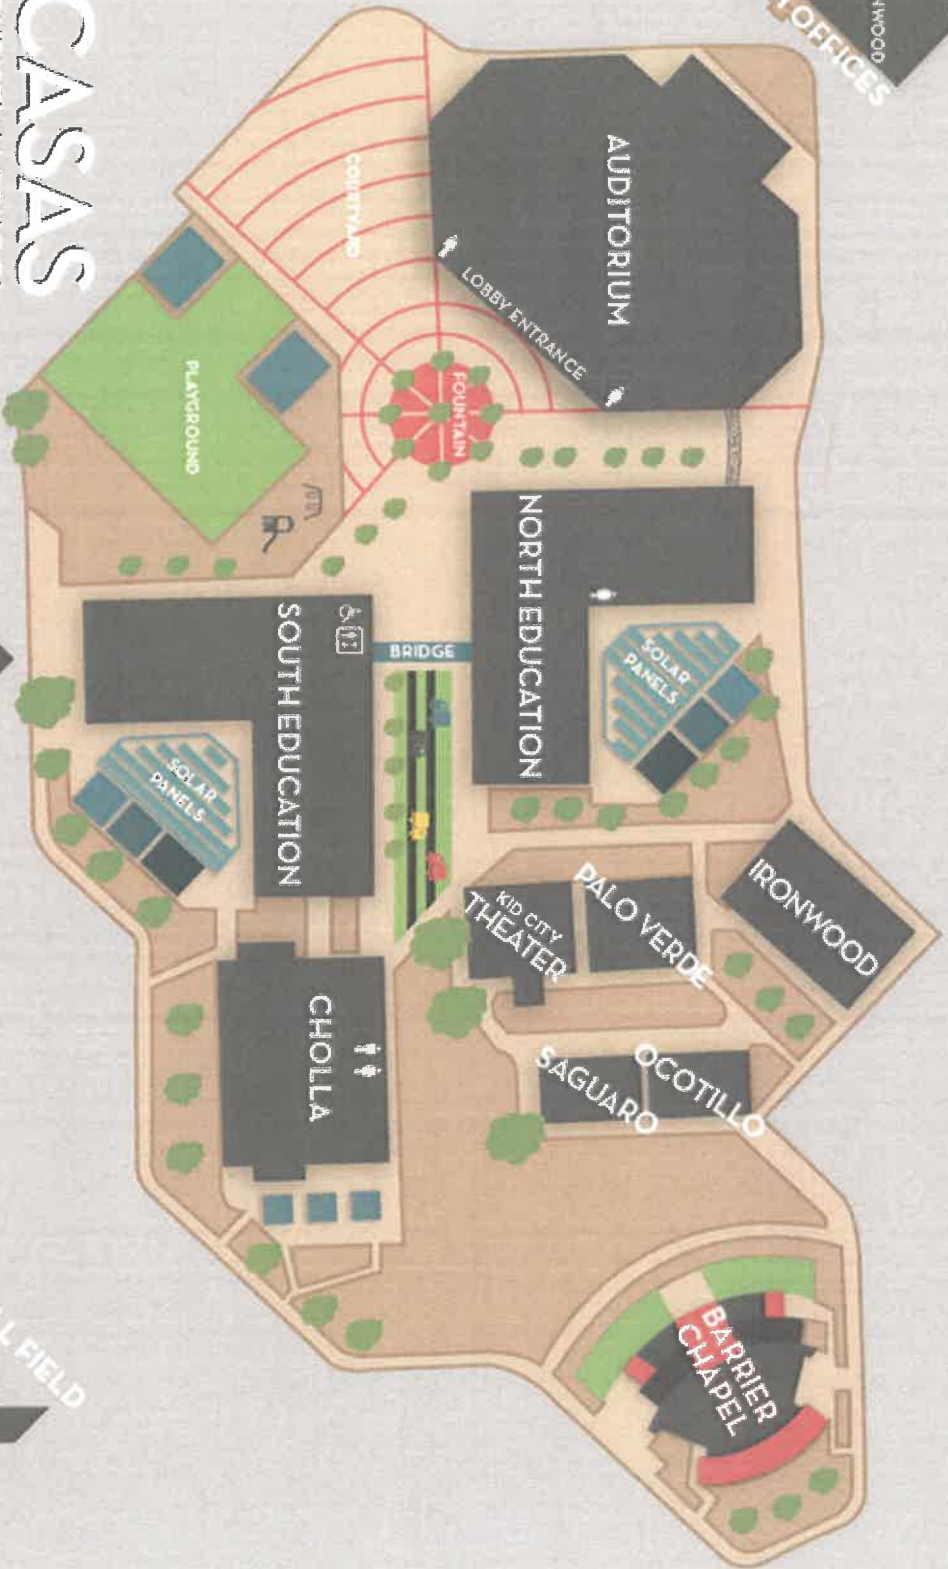 CASAS
NWOOD
OFFICES
AUDITORIUM
LOBBY ENTRANCE
COURTYARD
FOUNTAIN
PLAYGROUND
NORTH EDUCATION
SOLAR
PANELS
BRIDGE
SOUTH EDUCATION
SOLAR
PANELS
IRONWOOD
PALO VERDE
KID CITY
THEATER
OCOTILLO
SAGUARO
CHOLLA
BARRIER
CHAPEL
FIELD